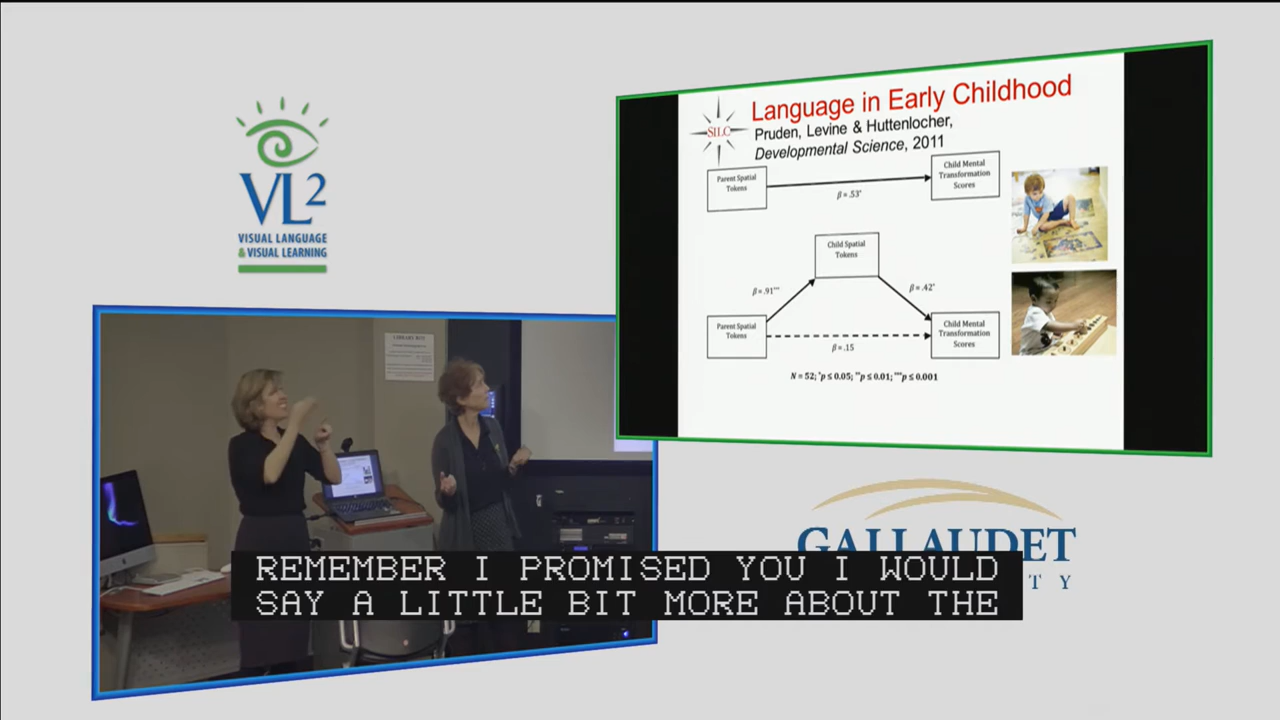 VL2
VISUAL LANGUAGE
& VISUAL LEARNING
SILC
Language in Early Childhood
Pruden, Levine & Huttenlocher,
Developmental Science, 2011
Parent Spatial
Tokens
β = .53*
Child Mental
Transformation
Scores
Child Spatial
Tokens
β = .91***
β = .42*
Parent Spatial
Tokens
β = .15
Child Mental
Transformation
Scores
N = 52; *p ≤ 0.05; **p ≤ 0.01; ***p ≤ 0.001
GALLAUDET
T Y
REMEMBER I PROMISED YOU I WOULD
SAY A LITTLE BIT MORE ABOUT THE